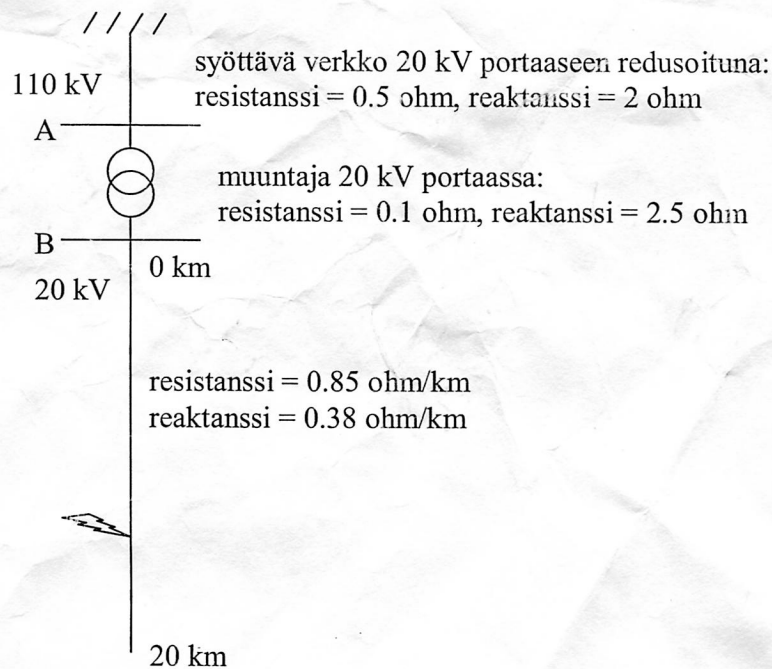 syöttävä verkko 20 kV portaaseen redusoituna:
110 kV
resistanssi = 0.5 ohm, reaktanssi = 2 ohm
A
muuntaja 20 kV portaassa:
resistanssi = 0.1 ohm, reaktanssi = 2.5 ohm
B
0 km
20 kV
resistanssi = 0.85 ohm/km
reaktanssi = 0.38 ohm/km
20 km